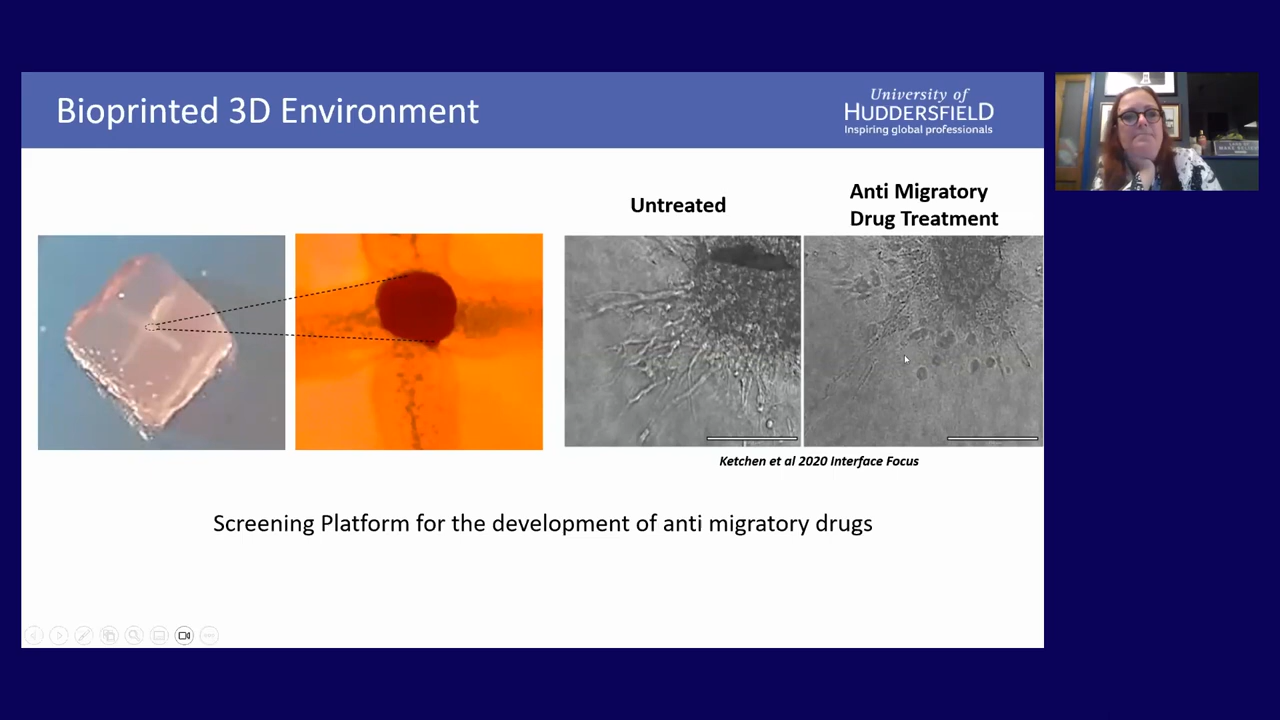 Bioprinted 3D Environment
University of
HUDDERSFIELD
Inspiring global professionals
Untreated
Anti Migratory
Drug Treatment
Ketchen et al 2020 Interface Focus
Screening Platform for the development of anti migratory drugs